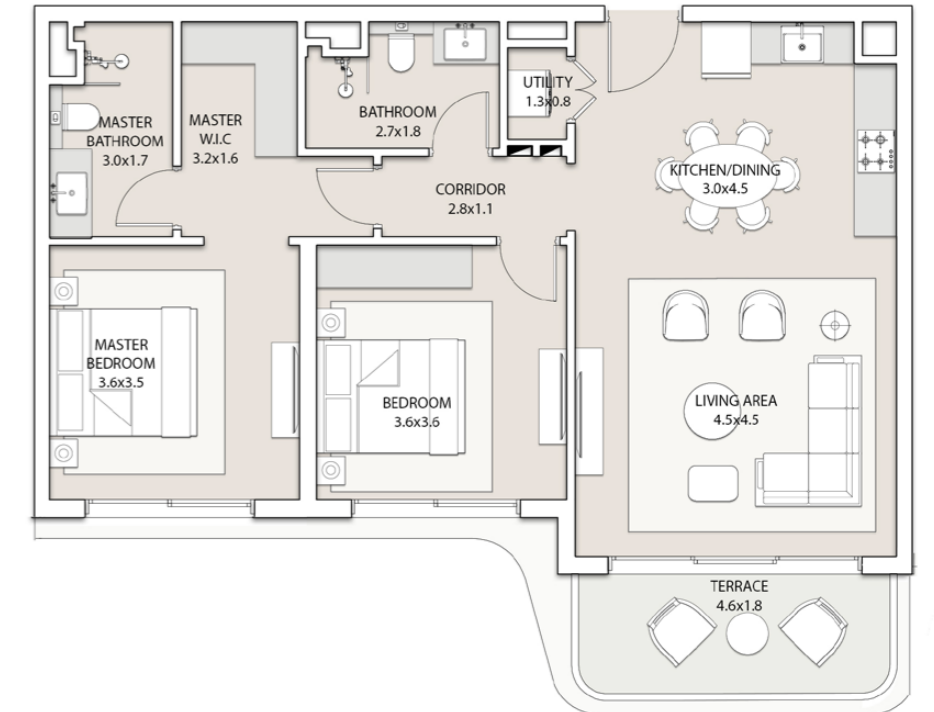 UTILITY
1.3x0.8
BATHROOM
2.7x1.8
MASTER
BATHROOM
3.0x1.7
MASTER
W.I.C
3.2x1.6
CORRIDOR
2.8x1.1
KITCHEN/DINING
3.0x4.5
MASTER
BEDROOM
3.6x3.5
BEDROOM
3.6x3.6
LIVING AREA
4.5x4.5
TERRACE
4.6x1.8